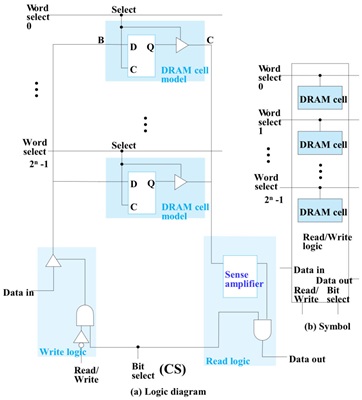 Word
select
0
Select
B
D Q
C
C
DRAM cell
model
Word
select
2ⁿ -1
Select
D Q
C
DRAM cell
model
Data in
Write logic
Read/
Write
Bit
select
(CS)
Sense
amplifier
Read logic
Data out
(a) Logic diagram
Word
select
0
DRAM cell
Word
select
1
DRAM cell
Word
select
2ⁿ -1
DRAM cell
Read/Write
logic
Data in
Data out
Read/
Write
Bit
select
(b) Symbol